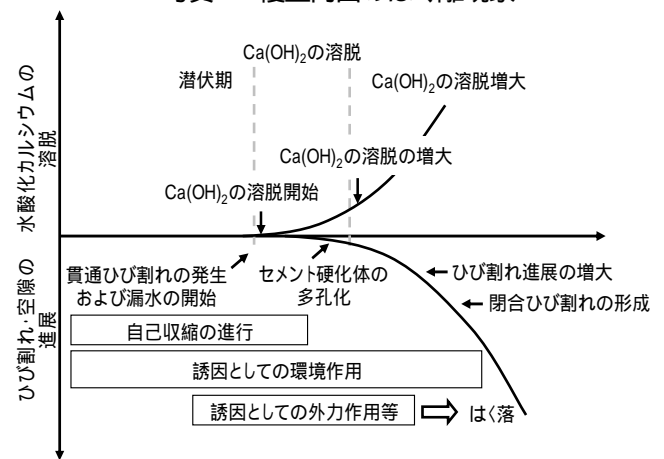 Ca(OH)₂の溶脱
潜伏期
Ca(OH)₂の溶脱増大
Ca(OH)₂の溶脱の増大
Ca(OH)₂の溶脱開始
水酸化カルシウムの
溶脱
ひび割れ・空隙の
進展
貫通ひび割れの発生
および漏水の開始
セメント硬化体の
多孔化
ひび割れ進展の増大
閉合ひび割れの形成
自己収縮の進行
誘因としての環境作用
誘因としての外力作用等
はく落